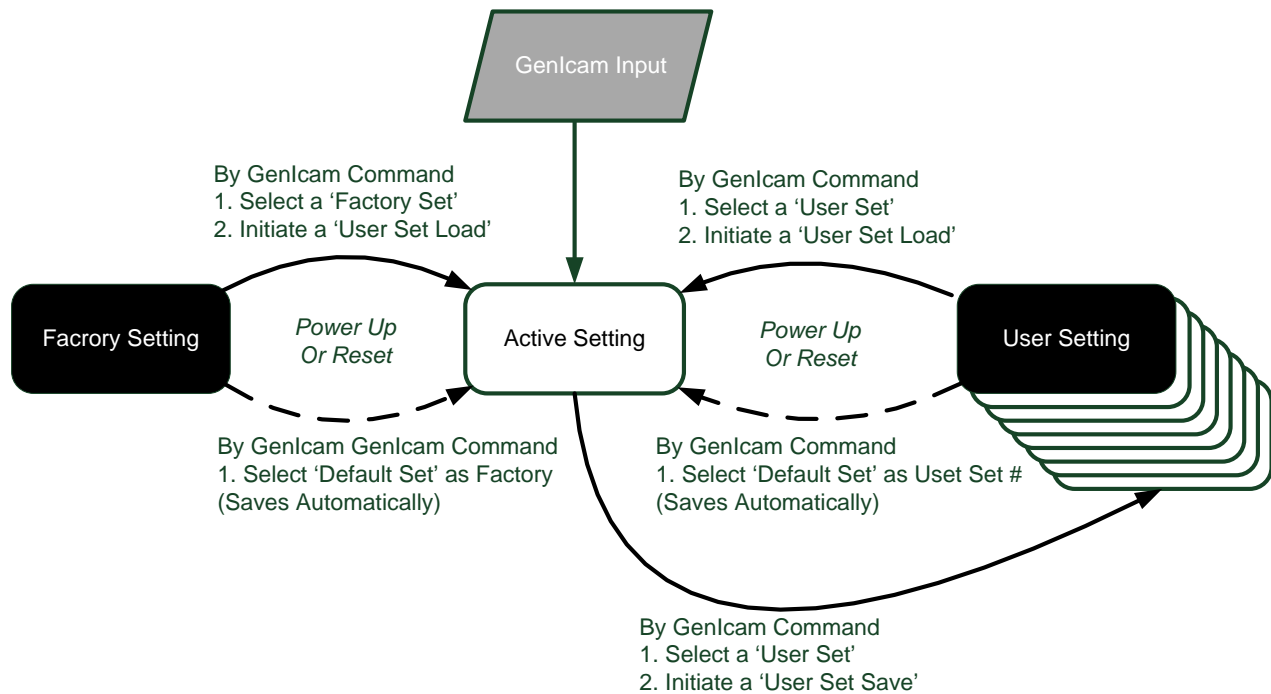 GenIcam Input
By GenIcam Command
1. Select a ‘Factory Set’
2. Initiate a ‘User Set Load’
By GenIcam Command
1. Select a ‘User Set’
2. Initiate a ‘User Set Load’
Facrory Setting
Power Up
Or Reset
Active Setting
Power Up
Or Reset
User Setting
By GenIcam GenIcam Command
1. Select ‘Default Set’ as Factory
(Saves Automatically)
By GenIcam Command
1. Select ‘Default Set’ as Uset Set #
(Saves Automatically)
By GenIcam Command
1. Select a ‘User Set’
2. Initiate a ‘User Set Save’